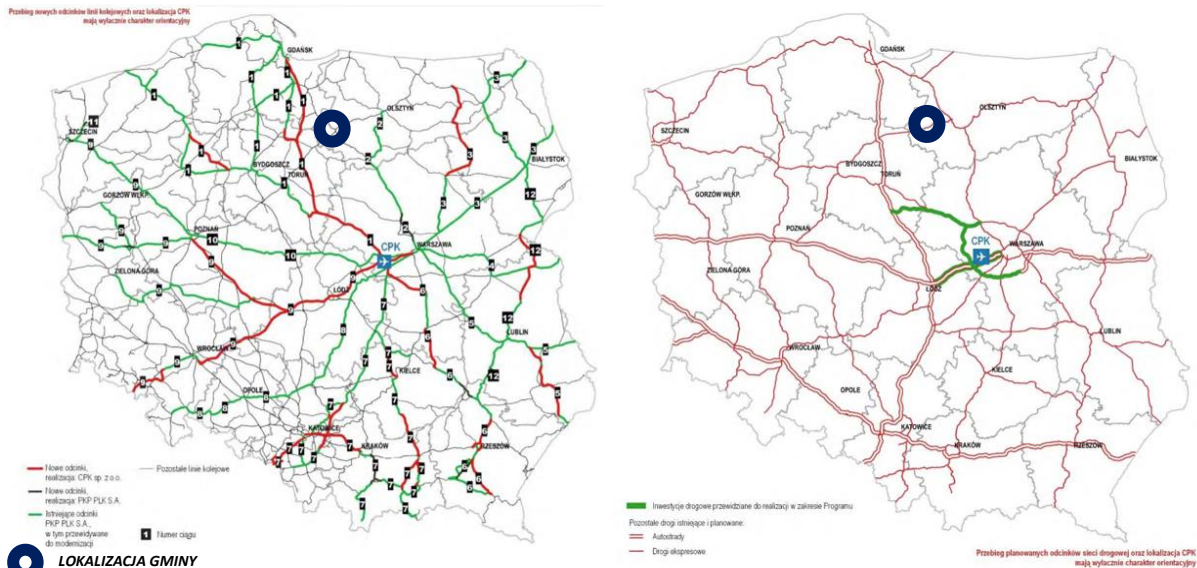 Przebieg nowych odcinków linii kolejowych oraz lokalizacja CPK
mają wyłącznie charakter orientacyjny
GDAŃSK
OLSZTYN
SZCZECIN
BYDGOSZCZ
TORUŃ
BIAŁYSTOK
GORZÓW WLKP.
POZNAŃ
CPK
WARSZAWA
ZIELONA GÓRA
ŁÓDŹ
WROCŁAW
LUBLIN
OPOLE
KIELCE
KATOWICE
KRAKÓW
RZESZÓW
Nowe odcinki,
realizacja: CPK sp. z o.o.
Nowe odcinki,
realizacja: PKP PLK S.A.
Istniejące odcinki
PKP PLK S.A.,
w tym przewidywane
do modernizacji
Pozostałe linie kolejowe
1 Numer ciągu
LOKALIZACJA GMINY
GDAŃSK
OLSZTYN
SZCZECIN
BYDGOSZCZ
TORUŃ
BIAŁYSTOK
GORZÓW WLKP.
POZNAŃ
CPK
WARSZAWA
ZIELONA GÓRA
ŁÓDŹ
WROCŁAW
LUBLIN
OPOLE
KIELCE
KATOWICE
KRAKÓW
RZESZÓW
Inwestycje drogowe przewidziane do realizacji w zakresie Programu
Pozostałe drogi istniejące i planowane:
Autostrady
Drogi ekspresowe
Przebieg planowanych odcinków sieci drogowej oraz lokalizacja CPK
mają wyłącznie charakter orientacyjny